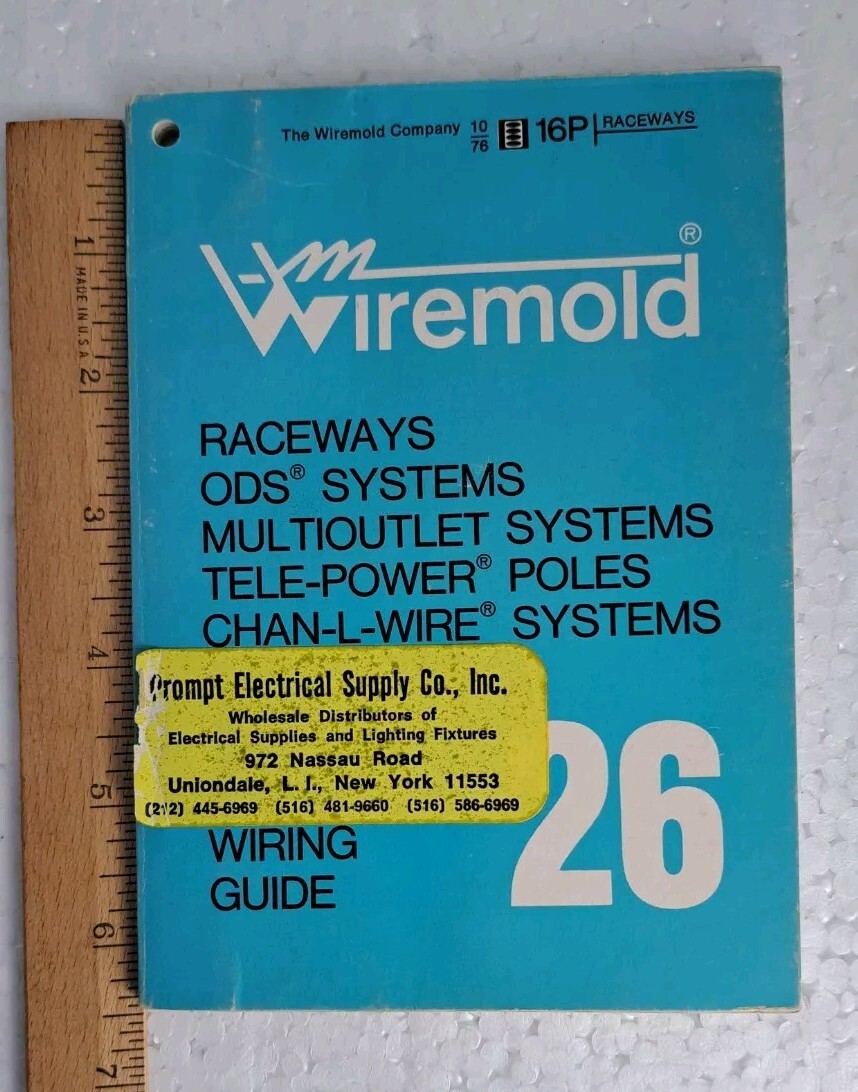 The Wiremold Company 10/76 16P RACEWAYS
Wiremold®
RACEWAYS
ODS® SYSTEMS
MULTIOUTLET SYSTEMS
TELE-POWER® POLES
CHAN-L-WIRE® SYSTEMS
Prompt Electrical Supply Co., Inc.
Wholesale Distributors of
Electrical Supplies and Lighting Fixtures
972 Nassau Road
Uniondale, L. I., New York 11553
(212) 445-6969 (516) 481-9660 (516) 586-6969
26
WIRING
GUIDE
1
MADE IN U.S.A.
2
3
4
5
6
7